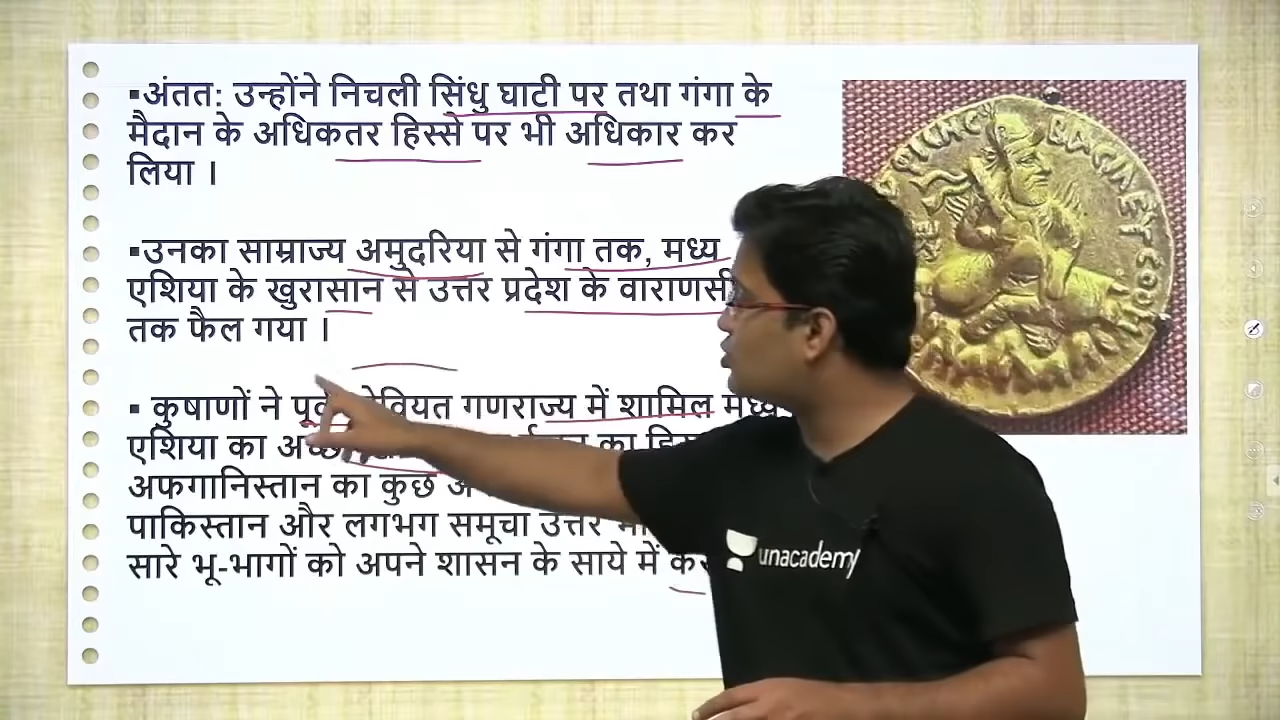 ▪अंतत: उन्होंने निचली सिंधु घाटी पर तथा गंगा के
मैदान के अधिकतर हिस्से पर भी अधिकार कर
लिया ।
▪उनका साम्राज्य अमुदरिया से गंगा तक, मध्य
एशिया के खुरासान से उत्तर प्रदेश के वाराणसी
तक फैल गया ।
▪ कुषाणों ने गणराज्य में शामिल मध्य
एशिया का का
अफगानिस्तान का कुछ
पाकिस्तान और लगभग समूचा उत्तर
सारे भू-भागों को अपने शासन के साये में
unacademy